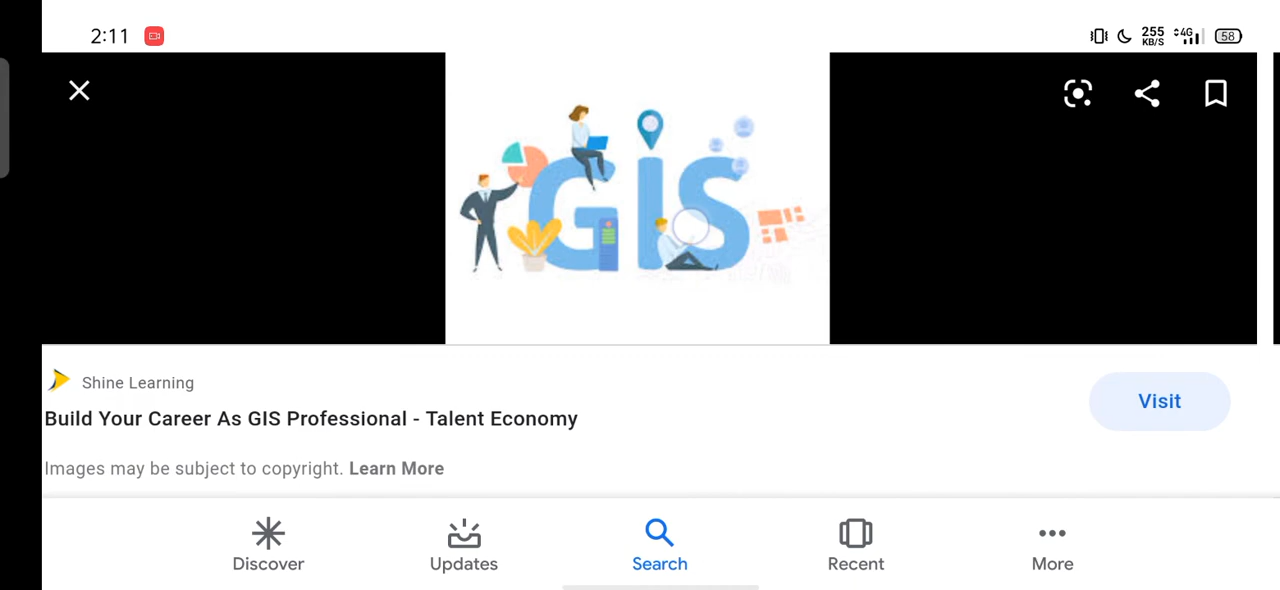 2:11
255
KB/S
4G
58
GIS
Shine Learning
Build Your Career As GIS Professional - Talent Economy
Visit
Images may be subject to copyright. Learn More
Discover
Updates
Search
Recent
More